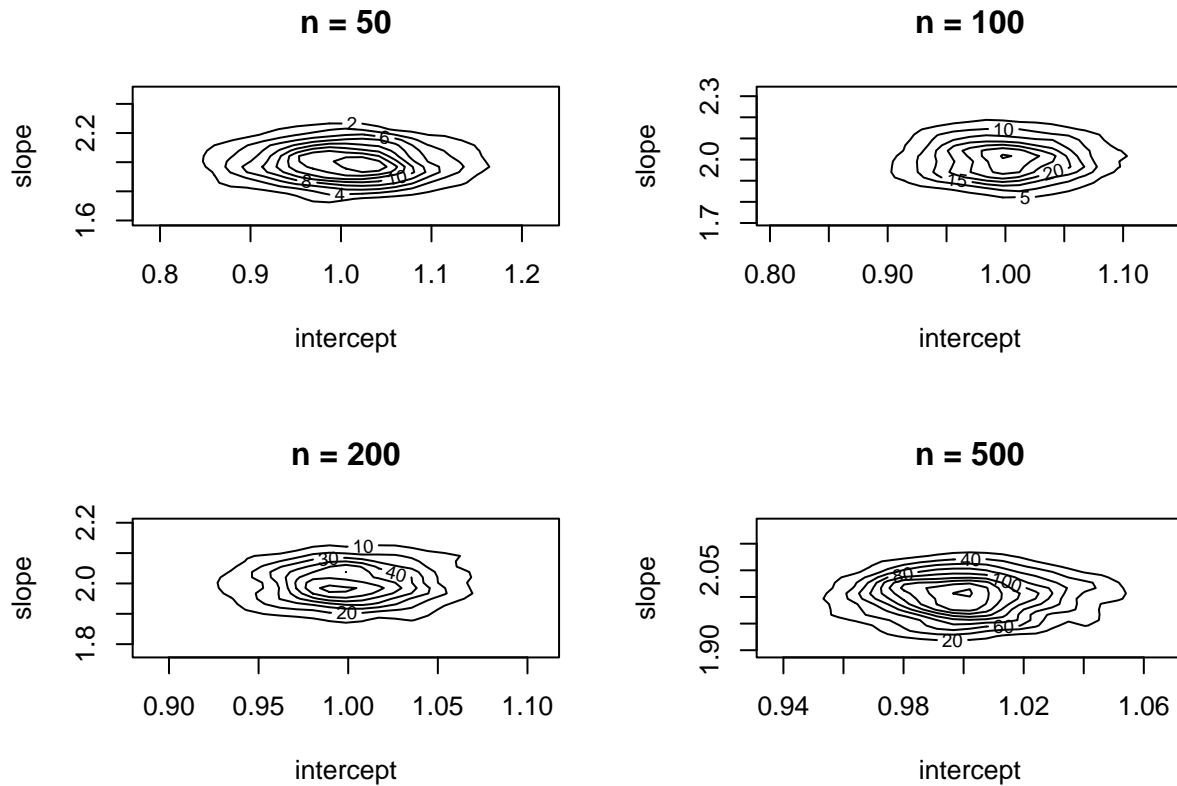 n = 50
slope
1.6 2.2
2 6 8 10 4
0.8 0.9 1.0 1.1 1.2
intercept
n = 100
slope
1.7 2.0 2.3
10 15 20 5
0.80 0.90 1.00 1.10
intercept
n = 200
slope
1.8 2.0 2.2
10 30 40 20
0.90 0.95 1.00 1.05 1.10
intercept
n = 500
slope
1.90 2.05
40 80 100 60 20
0.94 0.98 1.02 1.06
intercept